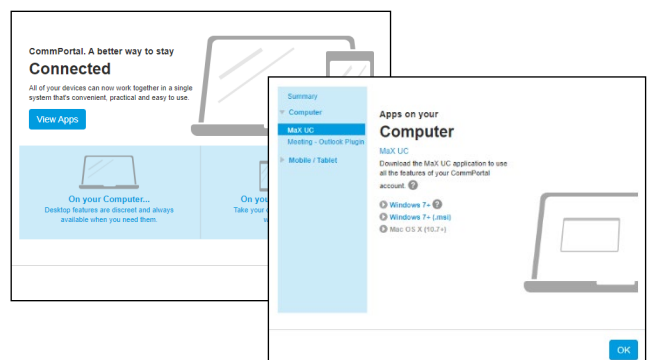 CommPortal. A better way to stay
Connected
All of your devices can now work together in a single
system that's convenient, practical and easy to use.
View Apps
On your Computer...
Desktop features are discreet and always
available when you need them.
On you
Take your
Summary
Computer
MaX UC
Meeting - Outlook Plugin
Mobile / Tablet
Apps on your
Computer
MaX UC
Download the MaX UC application to use
all the features of your CommPortal
account. ?
Windows 7+ ?
Windows 7+ (.msi)
Mac OS X (10.7+)
OK